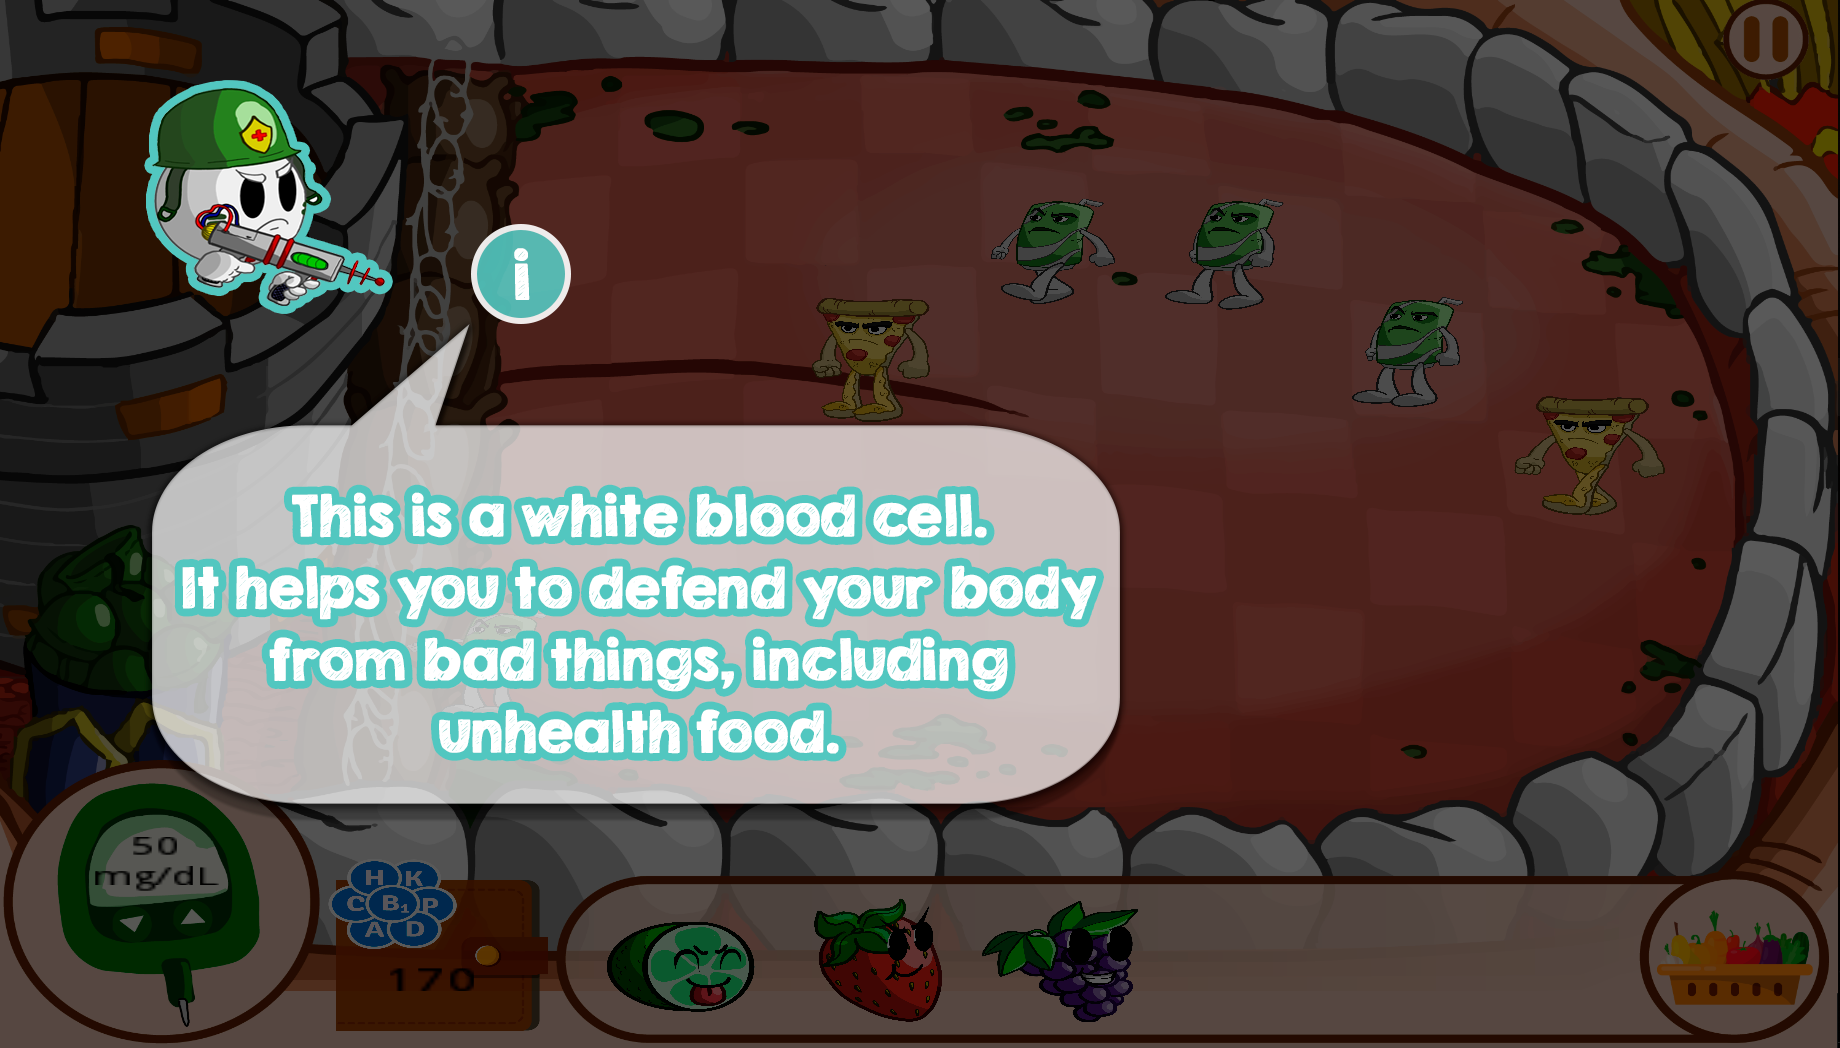 i
This is a white blood cell.
It helps you to defend your body
from bad things, including
unhealth food.
50
mg/dL
H K
C B1 P
A D
170